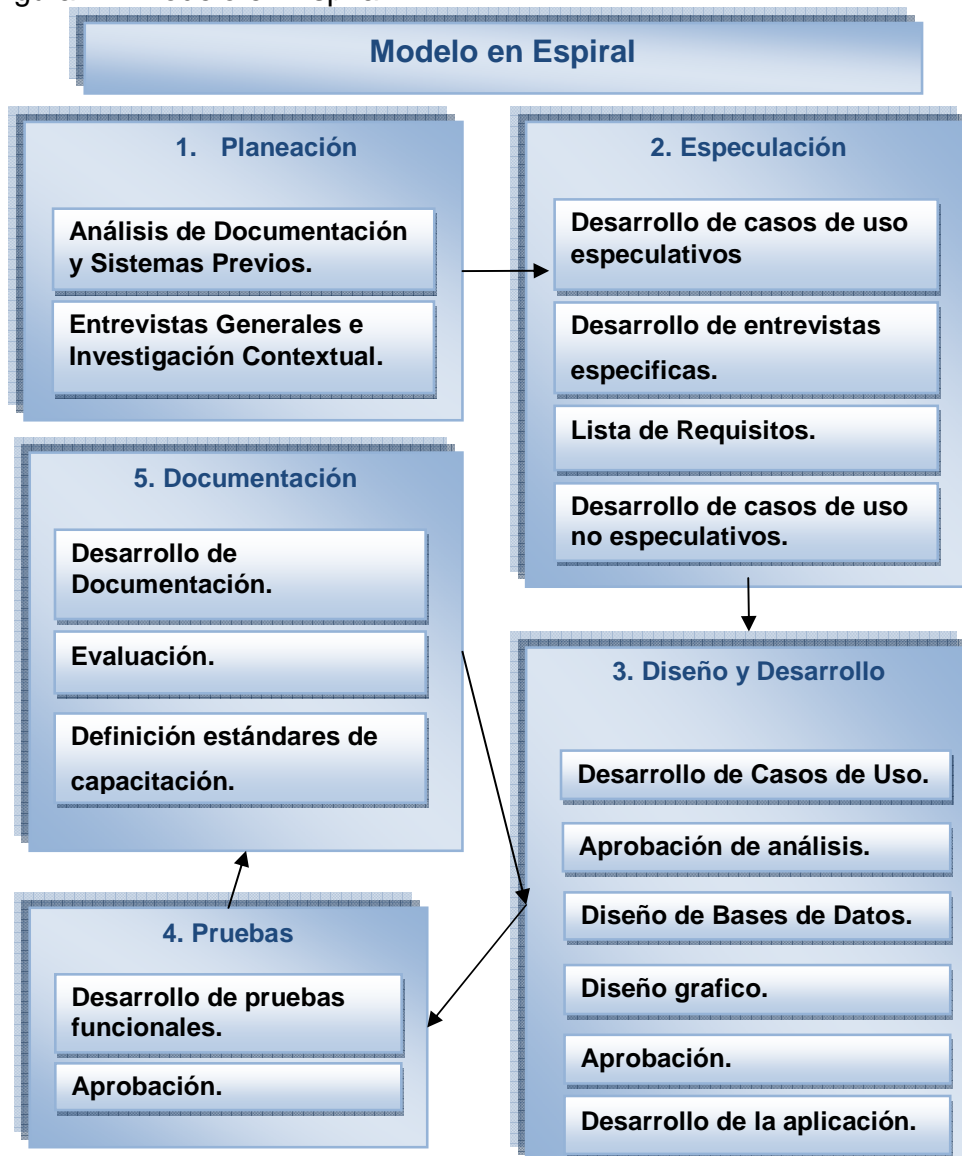 Modelo en Espiral
1. Planeación
Análisis de Documentación
y Sistemas Previos.
Entrevistas Generales e
Investigación Contextual.
2. Especulación
Desarrollo de casos de uso
especulativos
Desarrollo de entrevistas
especificas.
Lista de Requisitos.
Desarrollo de casos de uso
no especulativos.
3. Diseño y Desarrollo
Desarrollo de Casos de Uso.
Aprobación de análisis.
Diseño de Bases de Datos.
Diseño grafico.
Aprobación.
Desarrollo de la aplicación.
4. Pruebas
Desarrollo de pruebas
funcionales.
Aprobación.
5. Documentación
Desarrollo de
Documentación.
Evaluación.
Definición estándares de
capacitación.